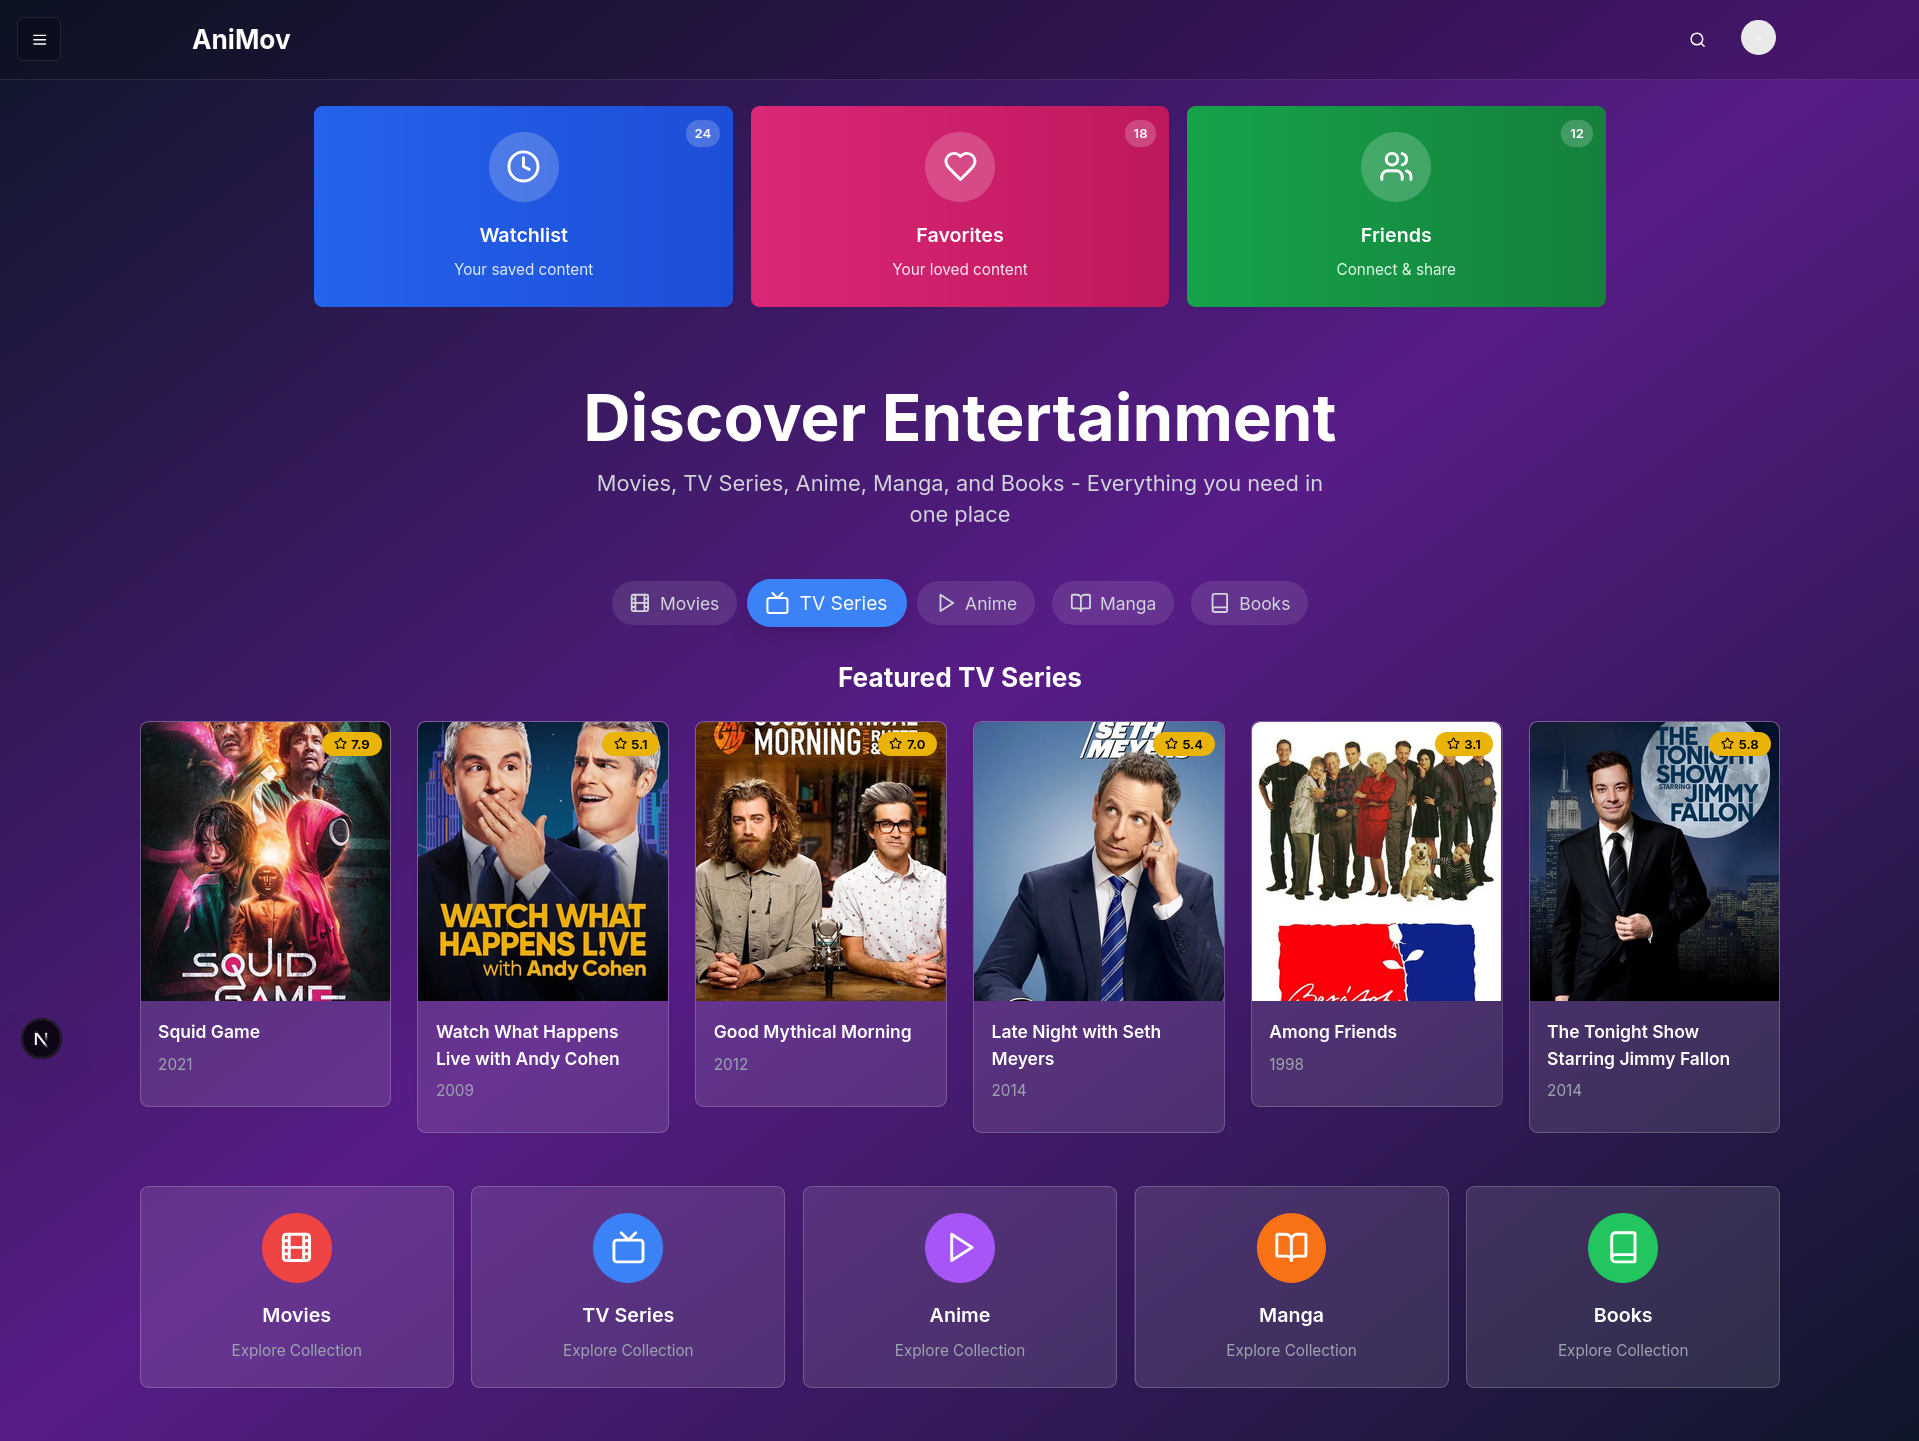 AniMov
24
18
12
Watchlist
Favorites
Friends
Your saved content
Your loved content
Connect & share
Discover Entertainment
Movies, TV Series, Anime, Manga, and Books - Everything you need in
one place
Movies
TV Series
Anime
Manga
Books
Featured TV Series
7.9
SQUID
GAME
Squid Game
2021
5.1
WATCH WHAT
HAPPENS L!VE
with Andy Cohen
Watch What Happens
Live with Andy Cohen
2009
7.0
GOOD MYTHICAL
MORNING
WITH
&
Good Mythical Morning
2012
5.4
SETH
MEYERS
Late Night with Seth
Meyers
2014
3.1
Among Friends
1998
5.8
THE
TONIGHT
SHOW
STARRING
JIMMY
FALLON
The Tonight Show
Starring Jimmy Fallon
2014
N
Movies
Explore Collection
TV Series
Explore Collection
Anime
Explore Collection
Manga
Explore Collection
Books
Explore Collection